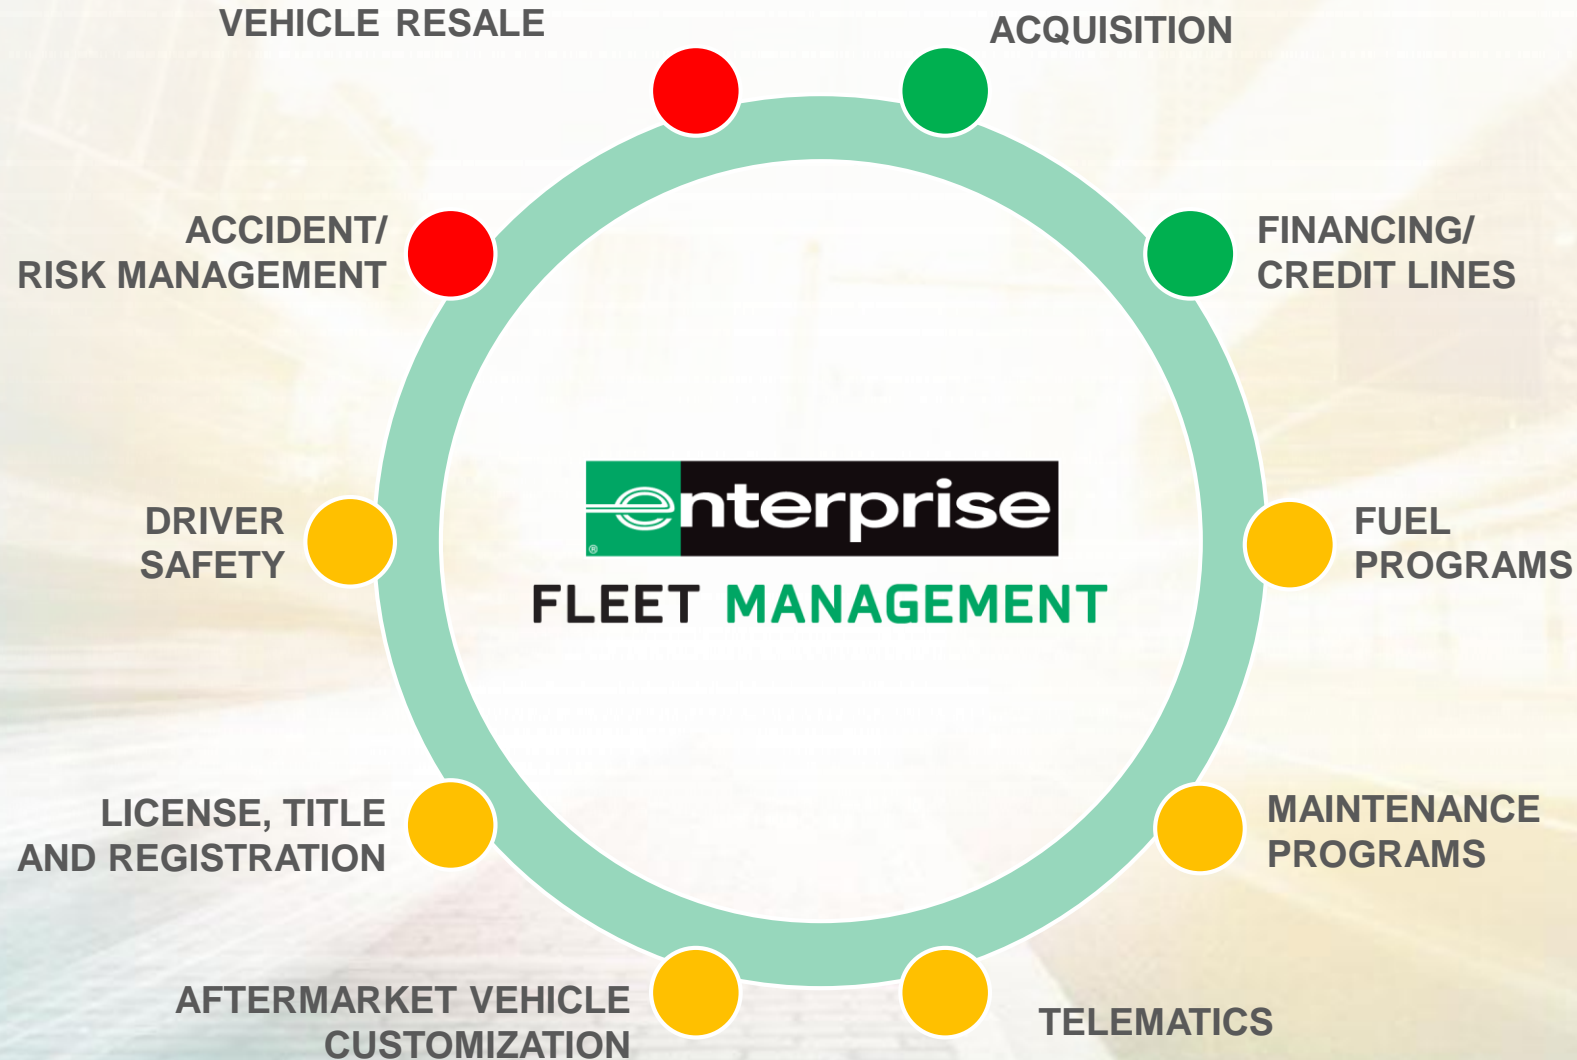 VEHICLE RESALE
ACQUISITION
ACCIDENT/
RISK MANAGEMENT
FINANCING/
CREDIT LINES
enterprise
®
FLEET MANAGEMENT
DRIVER
SAFETY
FUEL
PROGRAMS
LICENSE, TITLE
AND REGISTRATION
MAINTENANCE
PROGRAMS
AFTERMARKET VEHICLE
CUSTOMIZATION
TELEMATICS